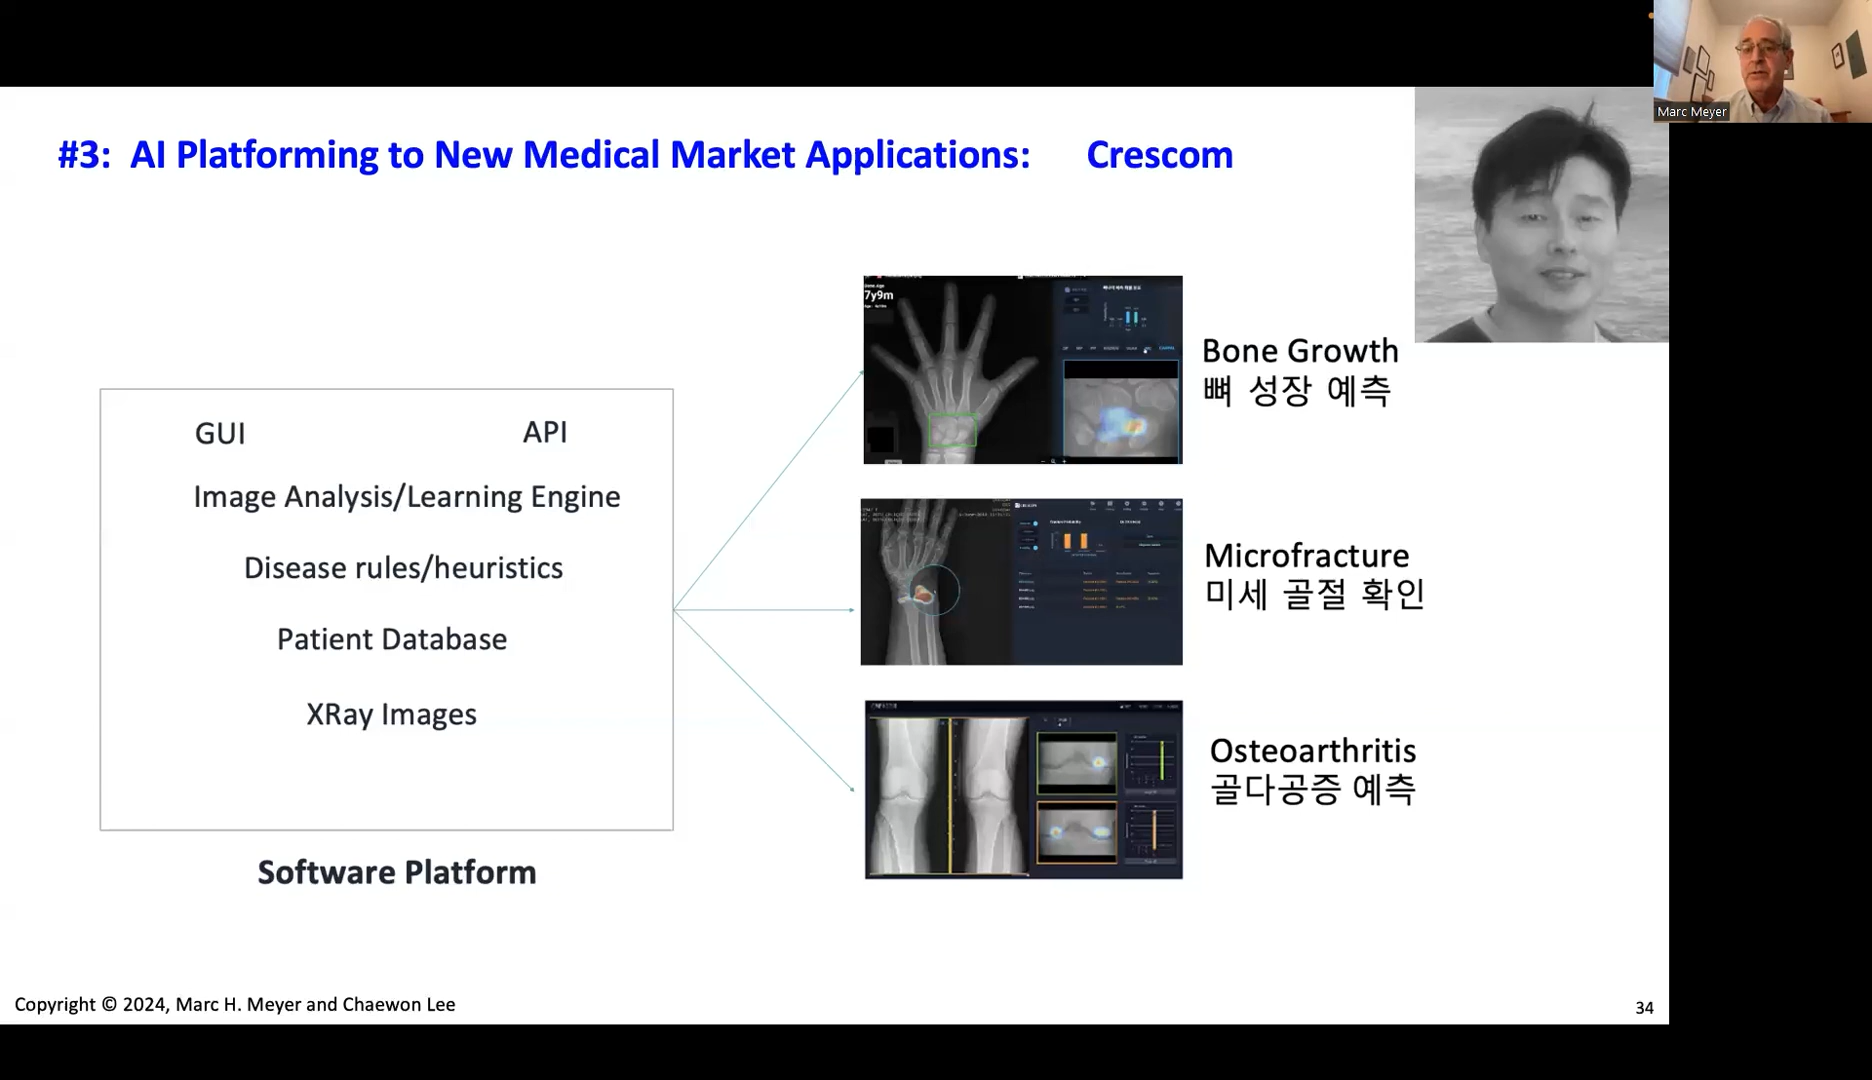 Marc Meyer
#3: AI Platforming to New Medical Market Applications: Crescom
7y9m
Bone Growth
뼈 성장 예측
GUI API
Image Analysis/Learning Engine
Disease rules/heuristics
Patient Database
XRay Images
Software Platform
Microfracture
미세 골절 확인
Osteoarthritis
골다공증 예측
Copyright © 2024, Marc H. Meyer and Chaewon Lee
34